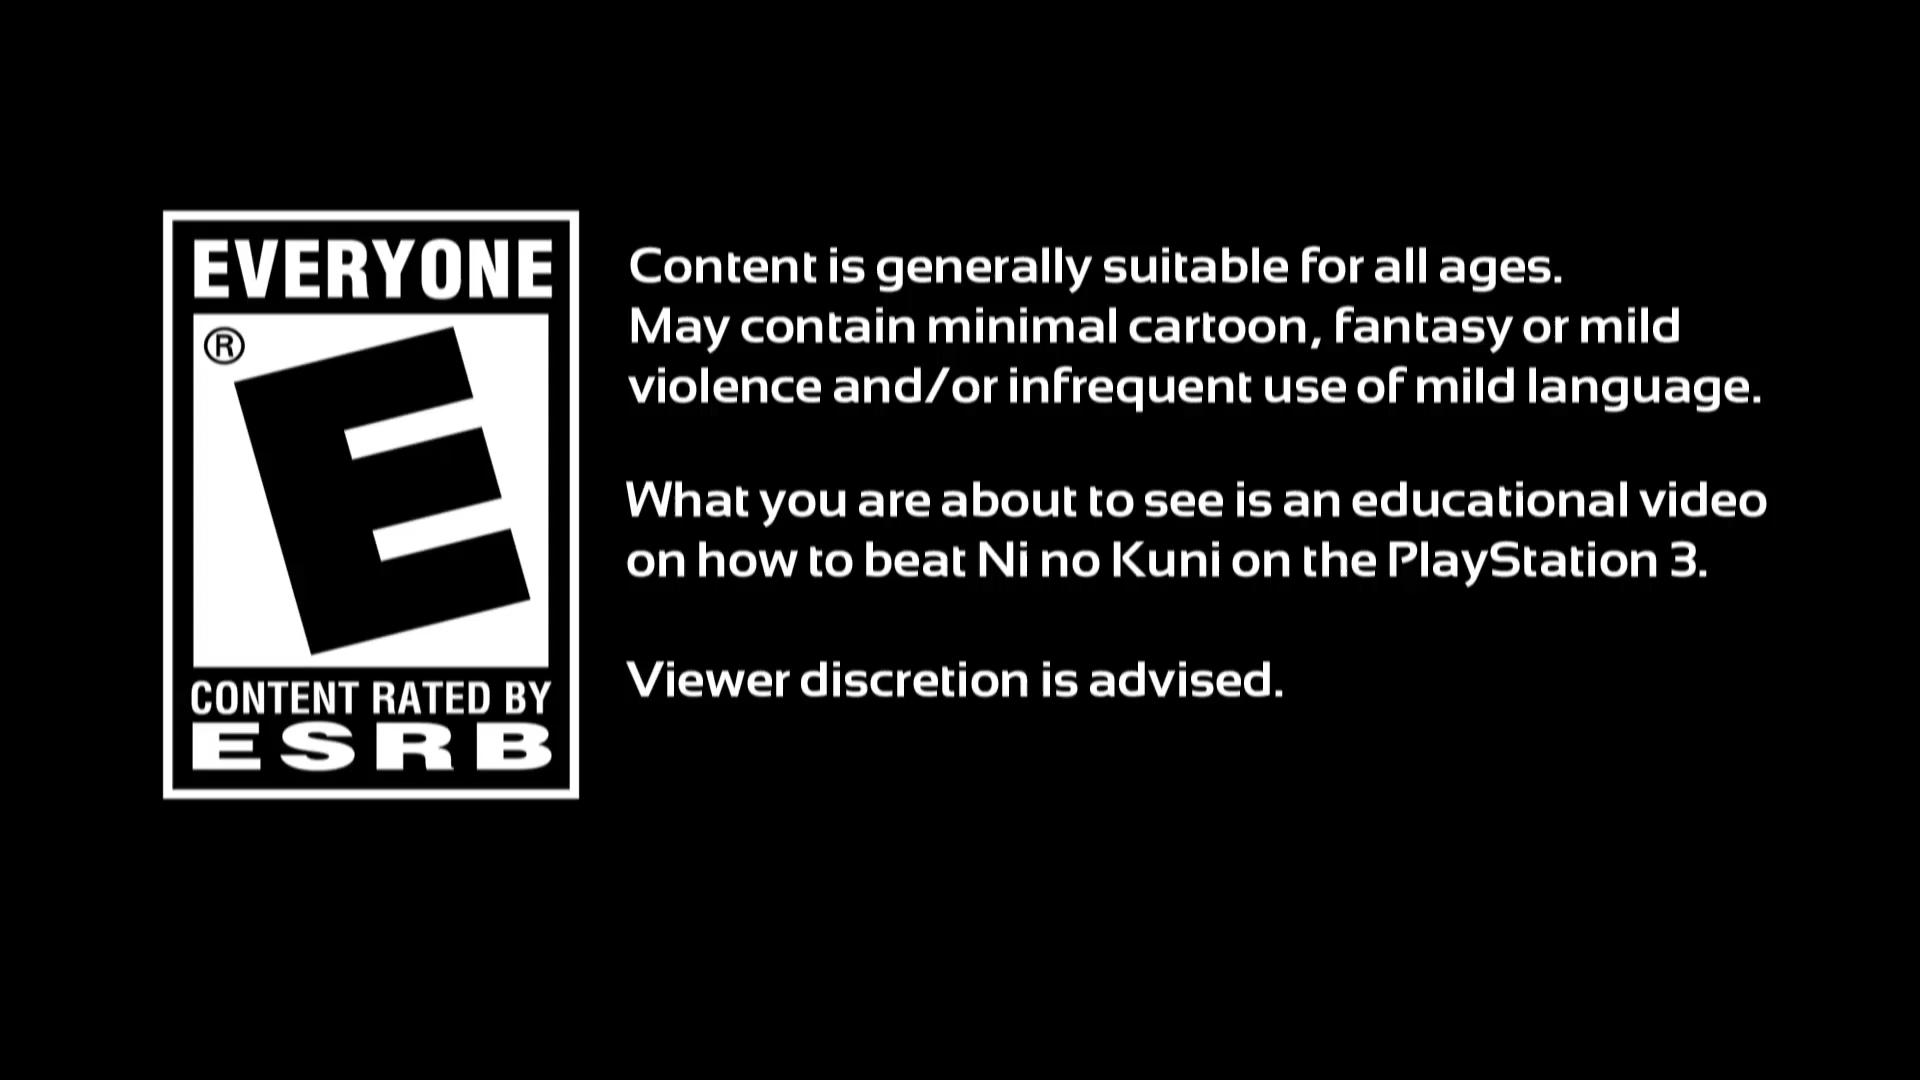 EVERYONE
®
E
CONTENT RATED BY
ESRB
Content is generally suitable for all ages.
May contain minimal cartoon, fantasy or mild
violence and/or infrequent use of mild language.
What you are about to see is an educational video
on how to beat Ni no Kuni on the PlayStation 3.
Viewer discretion is advised.